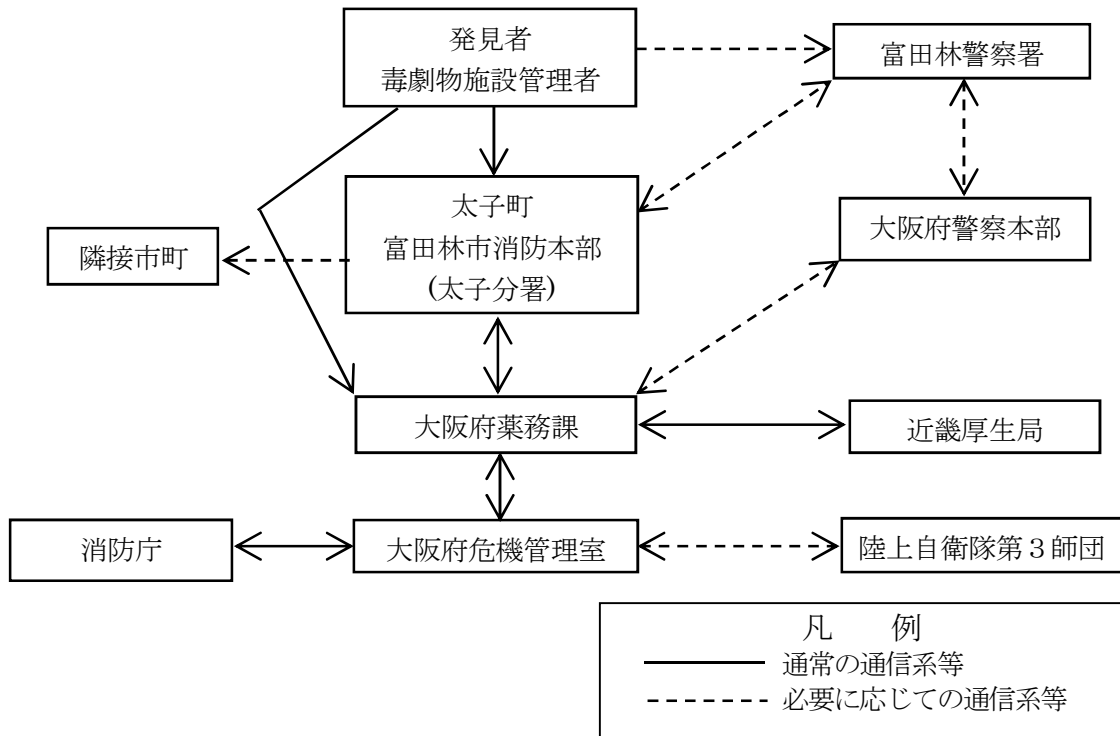 発見者
毒劇物施設管理者
富田林警察署
太子町
富田林市消防本部
(太子分署)
大阪府警察本部
隣接市町
大阪府薬務課
近畿厚生局
消防庁
大阪府危機管理室
陸上自衛隊第３師団
凡　例
通常の通信系等
必要に応じての通信系等